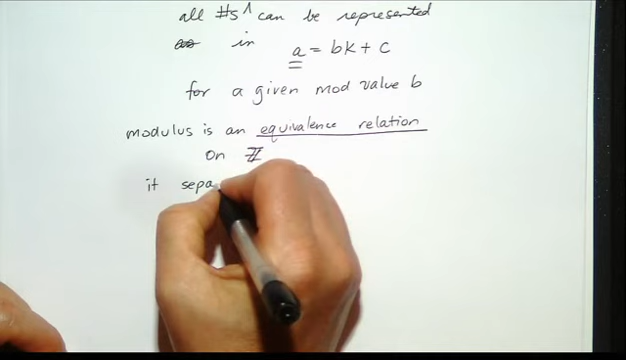 all #s ^ can be represented
in a = bk + c
for a given mod value b
modulus is an equivalence relation
on ℤ
it sepa